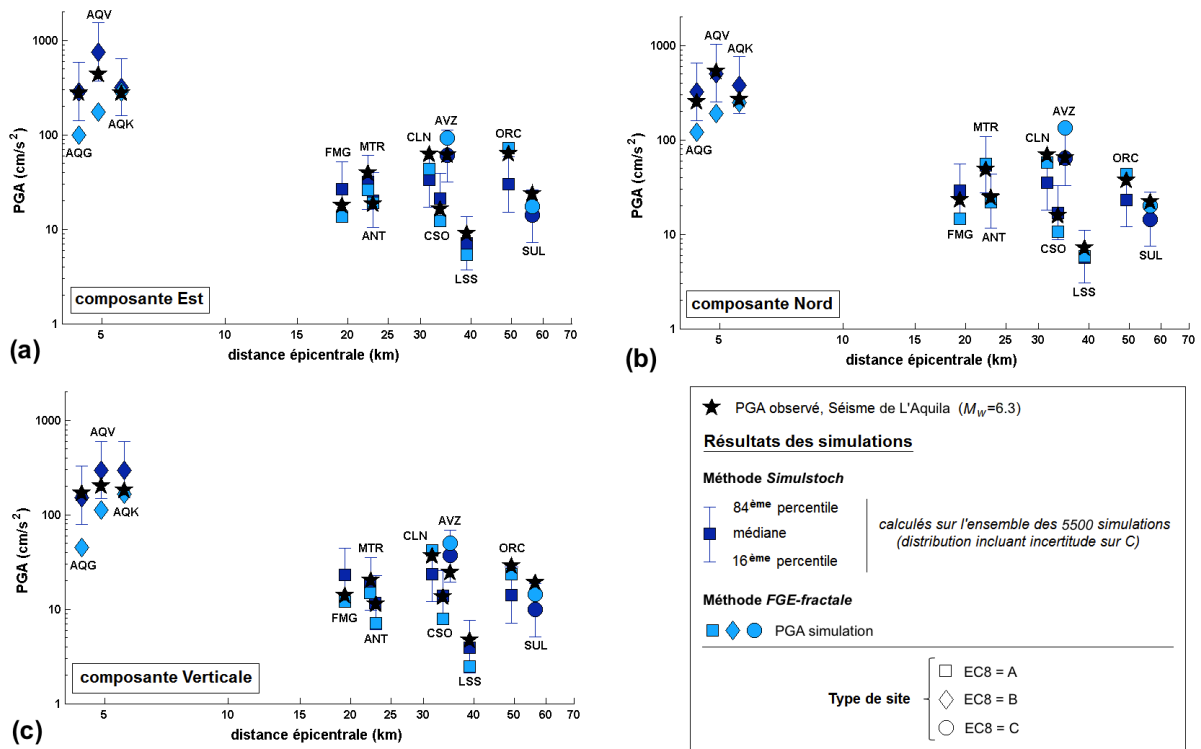 1000
100
10
1
PGA (cm/s²)
AQV
AQG
AQK
FMG
MTR
ANT
CLN
AVZ
CSO
LSS
ORC
SUL
composante Est
5 10 15 20 25 30 40 50 60 70
distance épicentrale (km)
(a)
1000
100
10
1
PGA (cm/s²)
AQV
AQK
AQG
MTR
FMG
ANT
AVZ
CLN
CSO
LSS
ORC
SUL
composante Nord
5 10 15 20 25 30 40 50 60 70
distance épicentrale (km)
(b)
1000
100
10
1
PGA (cm/s²)
AQV
AQK
AQG
MTR
FMG
ANT
AVZ
CLN
CSO
LSS
ORC
SUL
composante Verticale
5 10 15 20 25 30 40 50 60 70
distance épicentrale (km)
(c)
PGA observé, Séisme de L'Aquila (MW=6.3)
Résultats des simulations
Méthode Simulstoch
84ème percentile
médiane
16ème percentile
calculés sur l'ensemble des 5500 simulations
(distribution incluant incertitude sur C)
Méthode FGE-fractale
PGA simulation
Type de site
EC8 = A
EC8 = B
EC8 = C